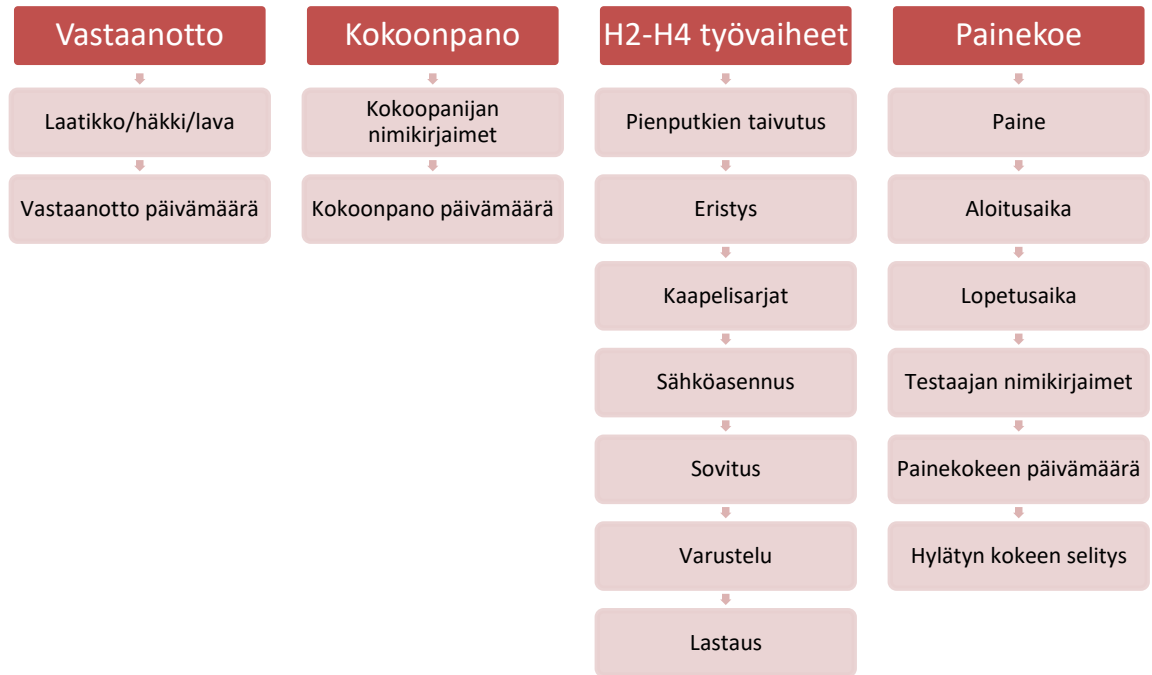 Vastaanotto
Laatikko/häkki/lava
Vastaanotto päivämäärä
Kokoonpano
Kokoopanijan
nimikirjaimet
Kokoonpano päivämäärä
H2-H4 työvaiheet
Pienputkien taivutus
Eristys
Kaapelisarjat
Sähköasennus
Sovitus
Varustelu
Lastaus
Painekoe
Paine
Aloitusaika
Lopetusaika
Testaajan nimikirjaimet
Painekokeen päivämäärä
Hylätyn kokeen selitys